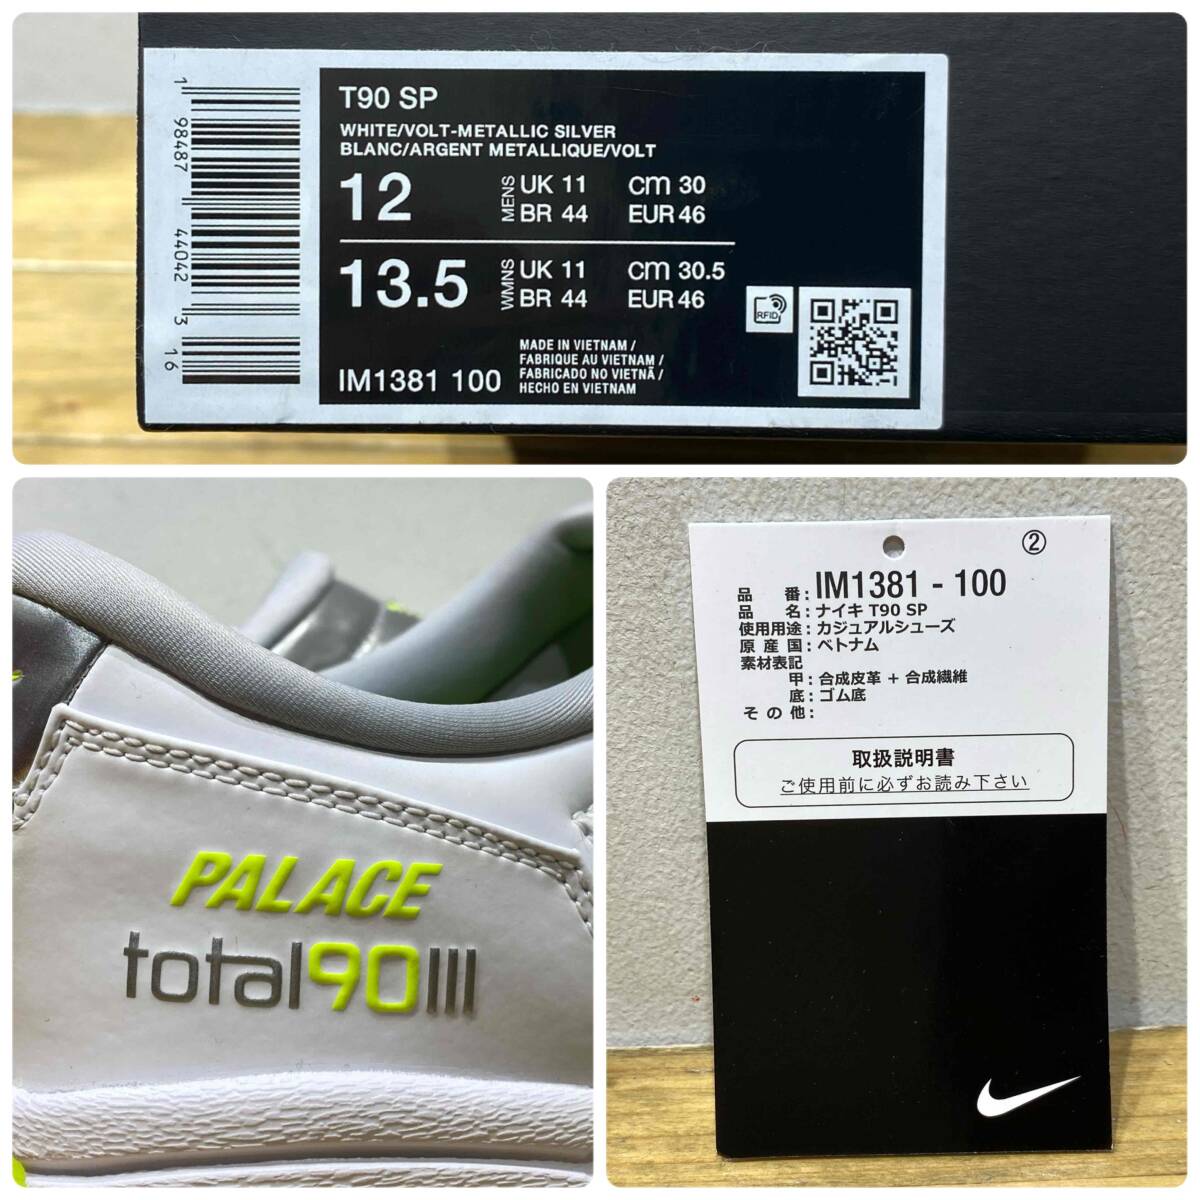 T90 SP
WHITE/VOLT-METALLIC SILVER
BLANC/ARGENT METALLIQUE/VOLT
12 MENS UK 11 cm 30
BR 44 EUR 46
13.5 WMNS UK 11 cm 30.5
BR 44 EUR 46
RFID
IM1381 100
MADE IN VIETNAM /
FABRIQUE AU VIETNAM /
FABRICADO NO VIETNÃ /
HECHO EN VIETNAM
1 98487 44042 3 16
PALACE
total90III
②
品 番：IM1381 - 100
品 名：ナイキ T90 SP
使用用途：カジュアルシューズ
原 産 国：ベトナム
素材表記
甲：合成皮革 + 合成繊維
底：ゴム底
そ の 他：
取扱説明書
ご使用前に必ずお読み下さい